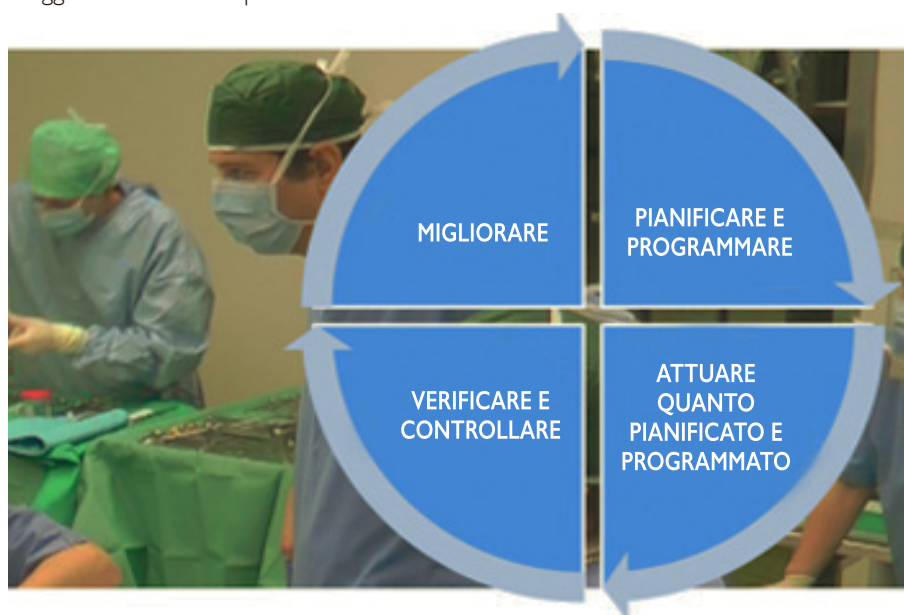 MIGLIORARE
PIANIFICARE E
PROGRAMMARE
VERIFICARE E
CONTROLLARE
ATTUARE
QUANTO
PIANIFICATO E
PROGRAMMATO